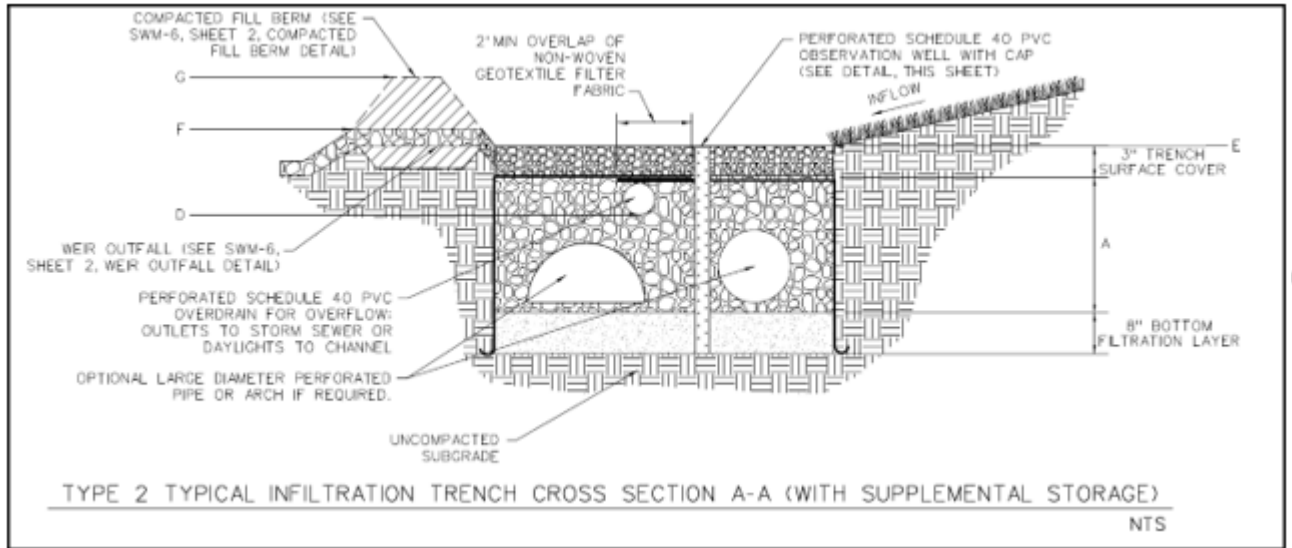 COMPACTED FILL BERM (SEE
SWM-6, SHEET 2, COMPACTED
FILL BERM DETAIL)
2' MIN OVERLAP OF
NON-WOVEN
GEOTEXTILE FILTER
FABRIC
PERFORATED SCHEDULE 40 PVC
OBSERVATION WELL WITH CAP
(SEE DETAIL, THIS SHEET)
INFLOW
G
F
E
3" TRENCH
SURFACE COVER
D
A
WEIR OUTFALL (SEE SWM-6,
SHEET 2, WEIR OUTFALL DETAIL)
PERFORATED SCHEDULE 40 PVC
OVERDRAIN FOR OVERFLOW;
OUTLETS TO STORM SEWER OR
DAYLIGHTS TO CHANNEL
8" BOTTOM
FILTRATION LAYER
OPTIONAL LARGE DIAMETER PERFORATED
PIPE OR ARCH IF REQUIRED.
UNCOMPACTED
SUBGRADE
TYPE 2 TYPICAL INFILTRATION TRENCH CROSS SECTION A-A (WITH SUPPLEMENTAL STORAGE)
NTS